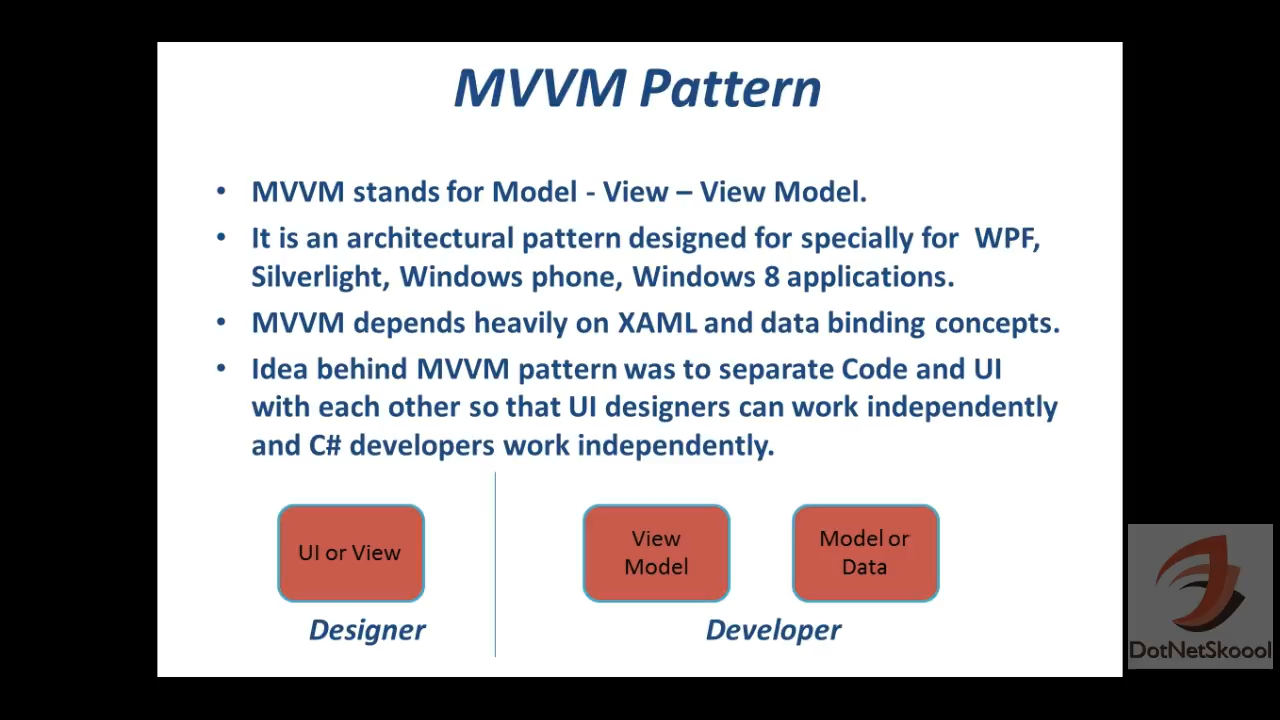 MVVM Pattern
• MVVM stands for Model - View – View Model.
• It is an architectural pattern designed for specially for WPF,
Silverlight, Windows phone, Windows 8 applications.
• MVVM depends heavily on XAML and data binding concepts.
• Idea behind MVVM pattern was to separate Code and UI
with each other so that UI designers can work independently
and C# developers work independently.
UI or View
View
Model
Model or
Data
Designer
Developer
DotNetSkoool